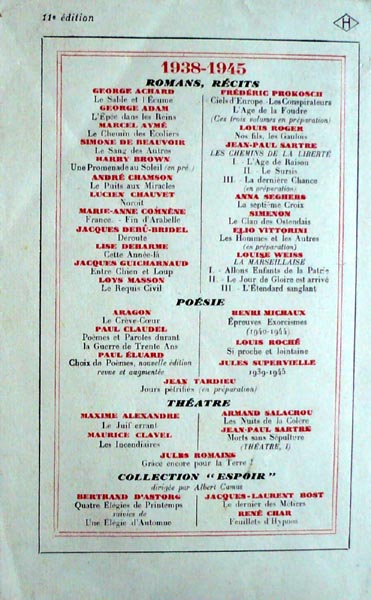 11e édition
H
1938-1945
ROMANS, RÉCITS
GEORGE ACHARD
Le Sable et l'Écume
GEORGE ADAM
L'Épée dans les Reins
MARCEL AYMÉ
Le Chemin des Écoliers
SIMONE DE BEAUVOIR
Le Sang des Autres
HARRY BROWN
Une Promenade au Soleil (en pré.)
ANDRÉ CHAMSON
Le Puits aux Miracles
LUCIEN CHAUVET
Noroit
MARIE-ANNE COMNÈNE
France. - Fin d'Arabelle
JACQUES DEBÛ-BRIDEL
Déroute
LISE DEHARME
Cette Année-là
JACQUES GUICHARNAUD
Entre Chien et Loup
LOYS MASSON
Le Requis Civil
FRÉDÉRIC PROKOSCH
Ciels d'Europe - Les Conspirateurs
L'Age de la Foudre
(Ces trois volumes en préparation)
LOUIS ROGER
Nos fils, les Gaulois
JEAN-PAUL SARTRE
LES CHEMINS DE LA LIBERTÉ
I. - L'Age de Raison
II. - Le Sursis
III. - La dernière Chance
(en préparation)
ANNA SEGHERS
La septième Croix
SIMENON
Le Clan des Ostendais
ELIO VITTORINI
Les Hommes et les Autres
(en préparation)
LOUISE WEISS
LA MARSEILLAISE
I. - Allons Enfants de la Patrie
II. - Le Jour de Gloire est arrivé
III - L'Étendard sanglant
POÉSIE
ARAGON
Le Crève-Cœur
PAUL CLAUDEL
Poèmes et Paroles durant
la Guerre de Trente Ans
PAUL ÉLUARD
Choix de Poèmes, nouvelle édition
revue et augmentée
HENRI MICHAUX
Épreuves Exorcismes
(1940-1944)
LOUIS ROCHÉ
Si proche et lointaine
JULES SUPERVIELLE
1939-1945
JEAN TARDIEU
Jours pétrifiés (en préparation)
THÉATRE
MAXIME ALEXANDRE
Le Juif errant
MAURICE CLAVEL
Les Incendiaires
ARMAND SALACROU
Les Nuits de la Colère
JEAN-PAUL SARTRE
Morts sans Sépulture
(THÉATRE, I)
JULES ROMAINS
Grâce encore pour la Terre !
COLLECTION "ESPOIR"
dirigée par Albert Camus
BERTRAND D'ASTORG
Quatre Élégies de Printemps
suivies de
Une Élégie d'Automne
JACQUES-LAURENT BOST
Le dernier des Métiers
RENÉ CHAR
Feuillets d'Hypnos